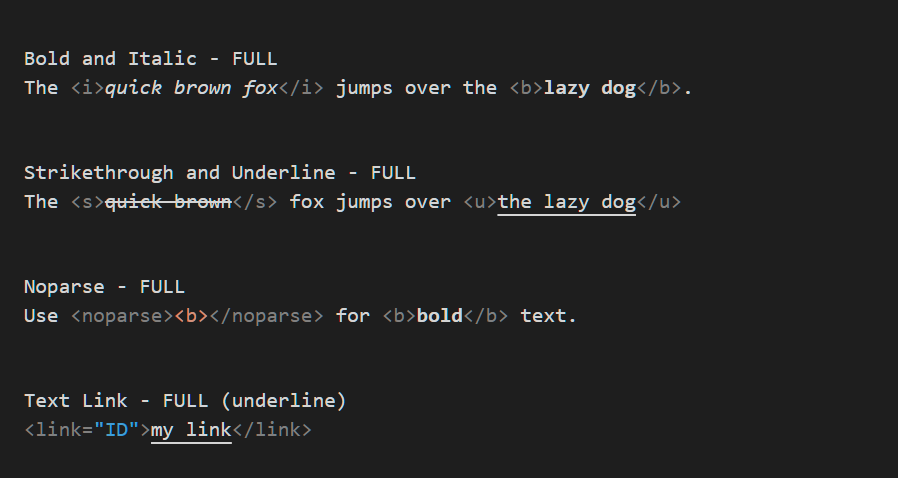 Bold and Italic - FULL
The <i>quick brown fox</i> jumps over the <b>lazy dog</b>.
Strikethrough and Underline - FULL
The <s>quick brown</s> fox jumps over <u>the lazy dog</u>
Noparse - FULL
Use <noparse><b></noparse> for <b>bold</b> text.
Text Link - FULL (underline)
<link="ID">my link</link>